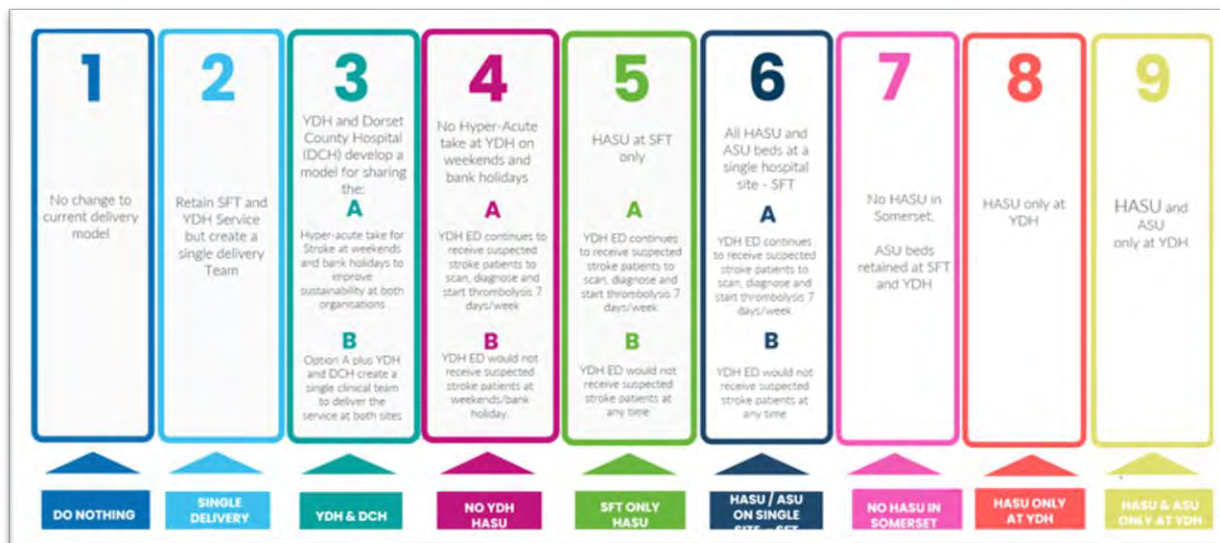 1
No change to
current delivery
model
DO NOTHING
2
Retain SFT and
YDH Service
but create a
single delivery
Team
SINGLE
DELIVERY
3
YDH and Dorset
County Hospital
(DCH) develop a
model for sharing
the:
A
Hyper-acute take for
Stroke at weekends
and bank holidays to
improve
sustainability at both
organisations
B
Option A plus YDH
and DCH create a
single clinical team
to deliver the
service at both sites
YDH & DCH
4
No Hyper-Acute
take at YDH on
weekends and
bank holidays
A
YDH ED continues to
receive suspected
stroke patients to
scan, diagnose and
start thrombolysis 7
days/week
B
YDH ED would not
receive suspected
stroke patients at
weekends/bank
holiday.
NO YDH
HASU
5
HASU at SFT
only
A
YDH ED continues
to receive suspected
stroke patients to
scan, diagnose and
start thrombolysis 7
days/week
B
YDH ED would not
receive suspected
stroke patients at
any time
SFT ONLY
HASU
6
All HASU and
ASU beds at a
single hospital
site - SFT
A
YDH ED continues
to receive suspected
stroke patients to
scan, diagnose and
start thrombolysis 7
days/week.
B
YDH ED would not
receive suspected
stroke patients at
any time
HASU / ASU
ON SINGLE
SITE - SFT
7
No HASU in
Somerset.
ASU beds
retained at SFT
and YDH
NO HASU IN
SOMERSET
8
HASU only at
YDH
HASU ONLY
AT YDH
9
HASU and
ASU
only at YDH
HASU & ASU
ONLY AT YDH